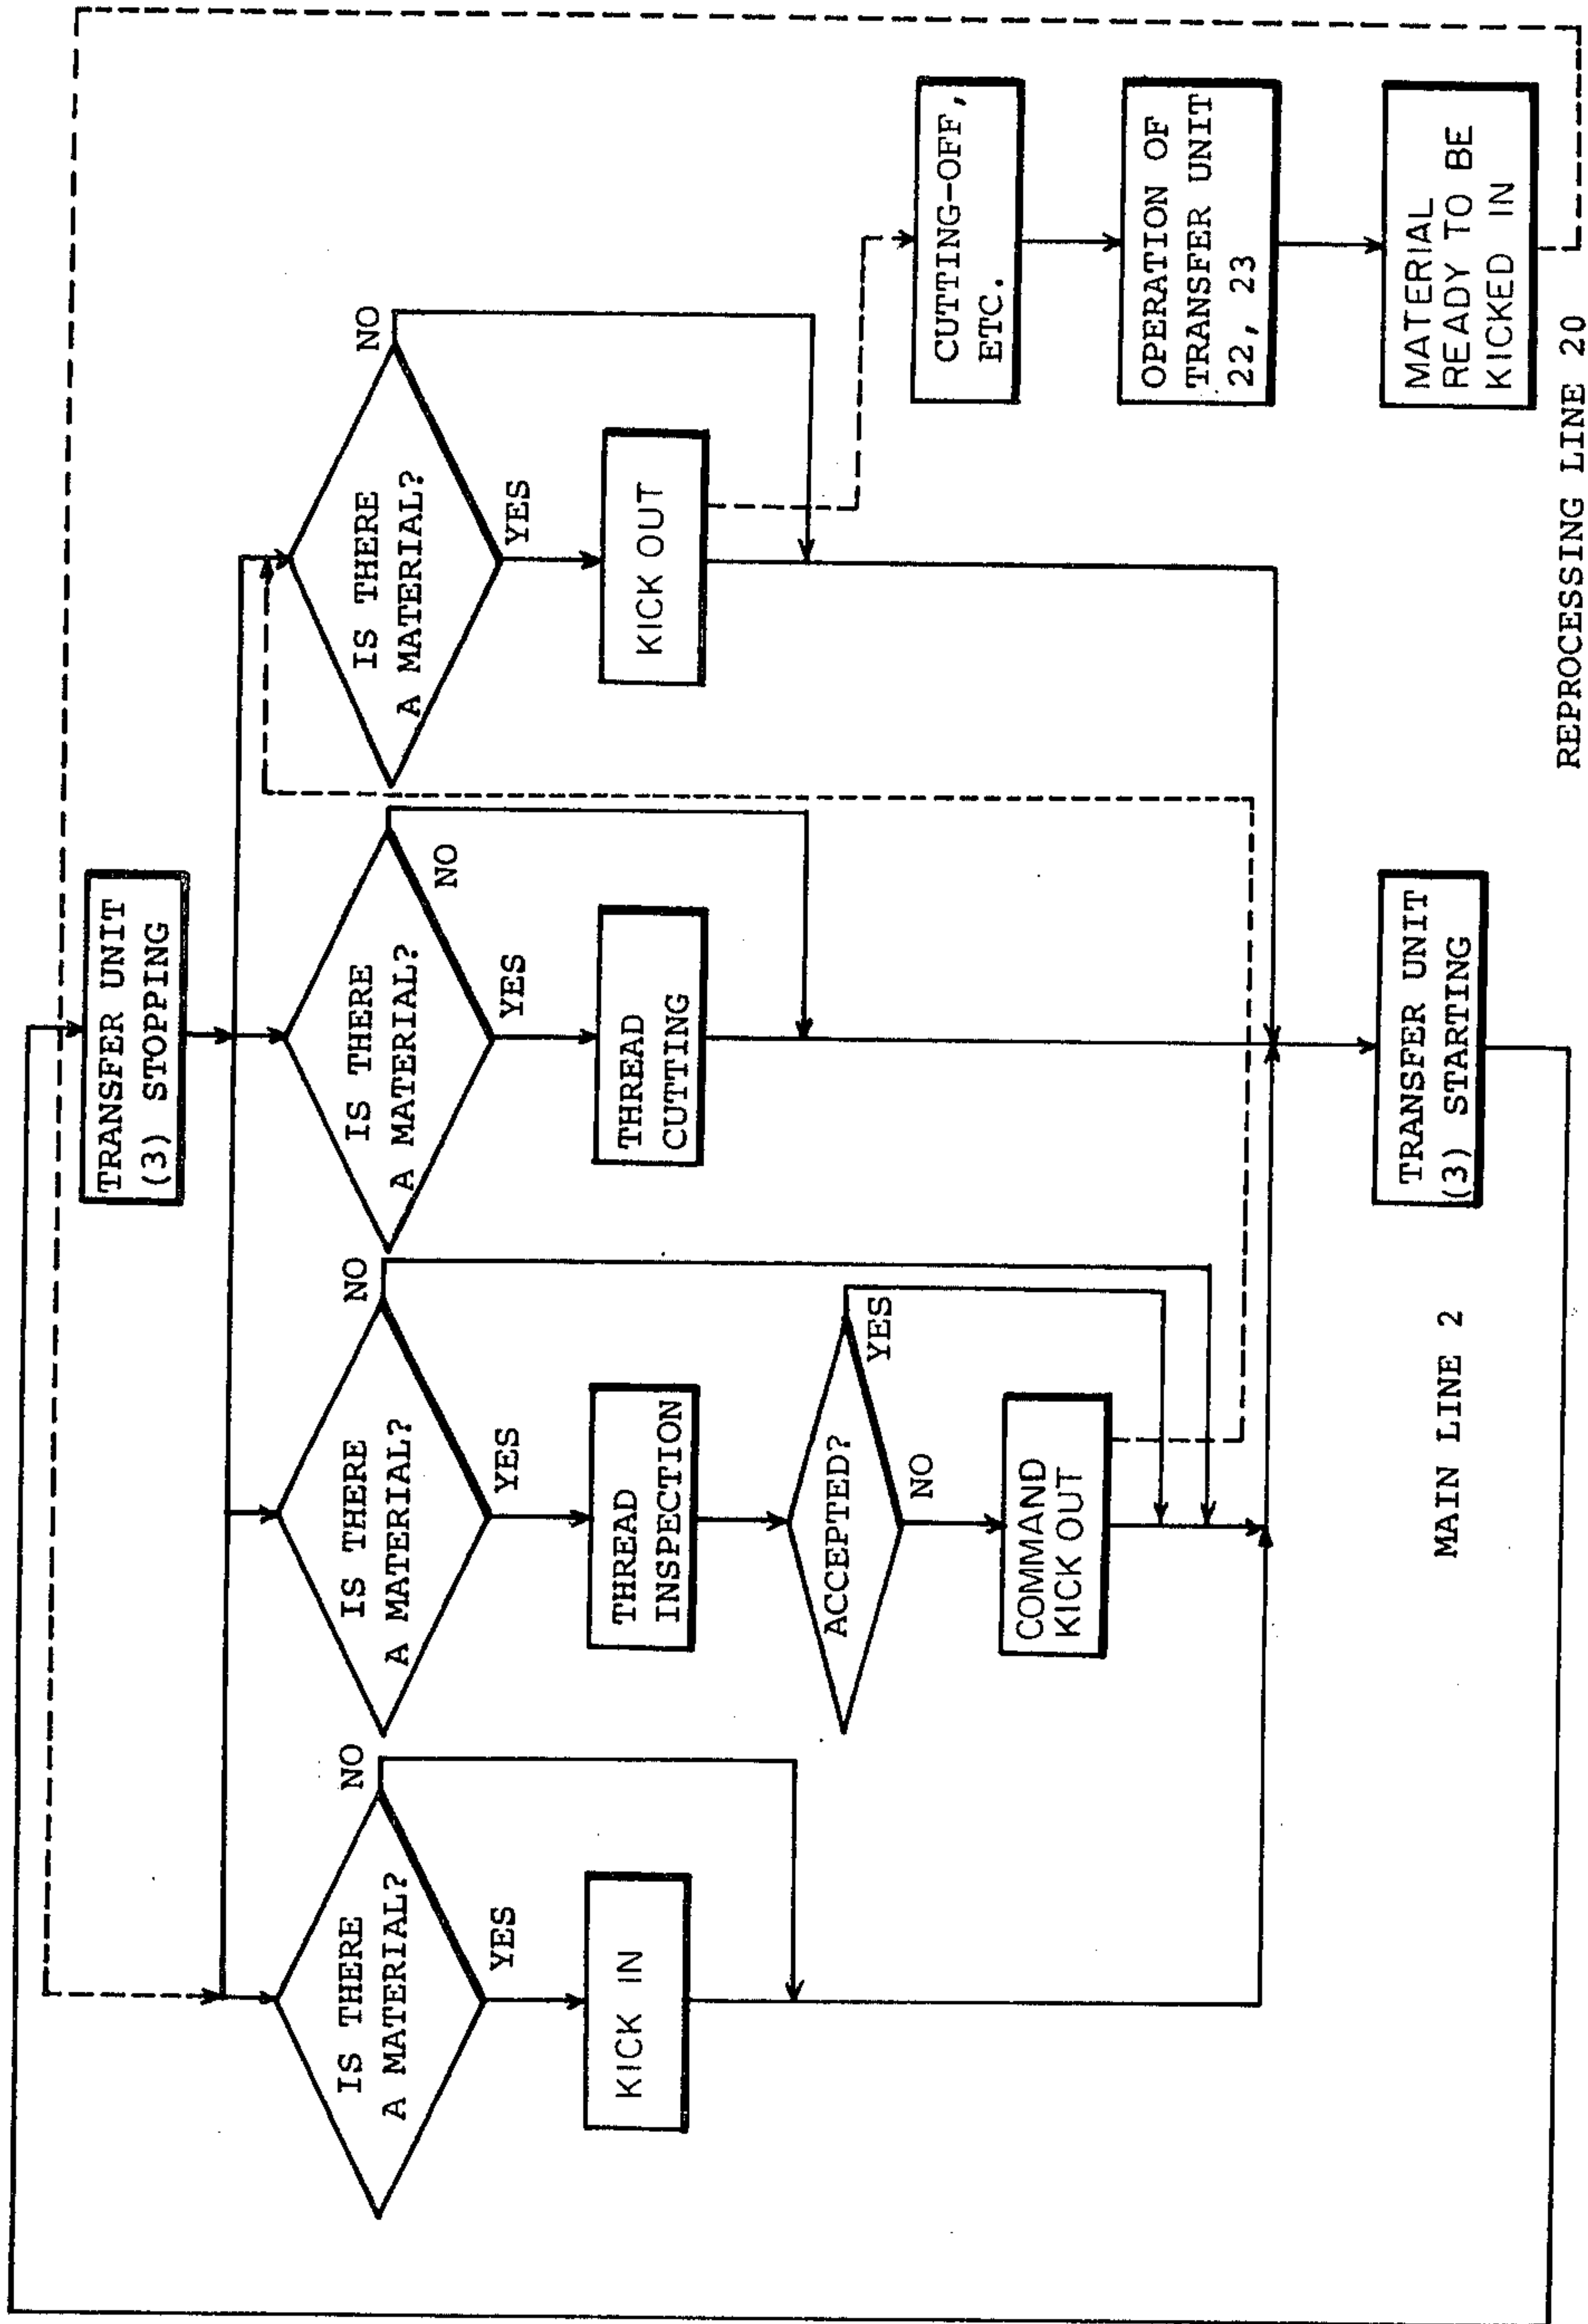 TRANSFER UNIT
(3) STOPPING
IS THERE
A MATERIAL?
NO
YES
KICK IN
IS THERE
A MATERIAL?
NO
YES
THREAD
INSPECTION
ACCEPTED?
YES
NO
COMMAND
KICK OUT
IS THERE
A MATERIAL?
NO
YES
THREAD
CUTTING
IS THERE
A MATERIAL?
NO
YES
KICK OUT
CUTTING-OFF,
ETC.
OPERATION OF
TRANSFER UNIT
22, 23
MATERIAL
READY TO BE
KICKED IN
TRANSFER UNIT
(3) STARTING
MAIN LINE 2
REPROCESSING LINE 20